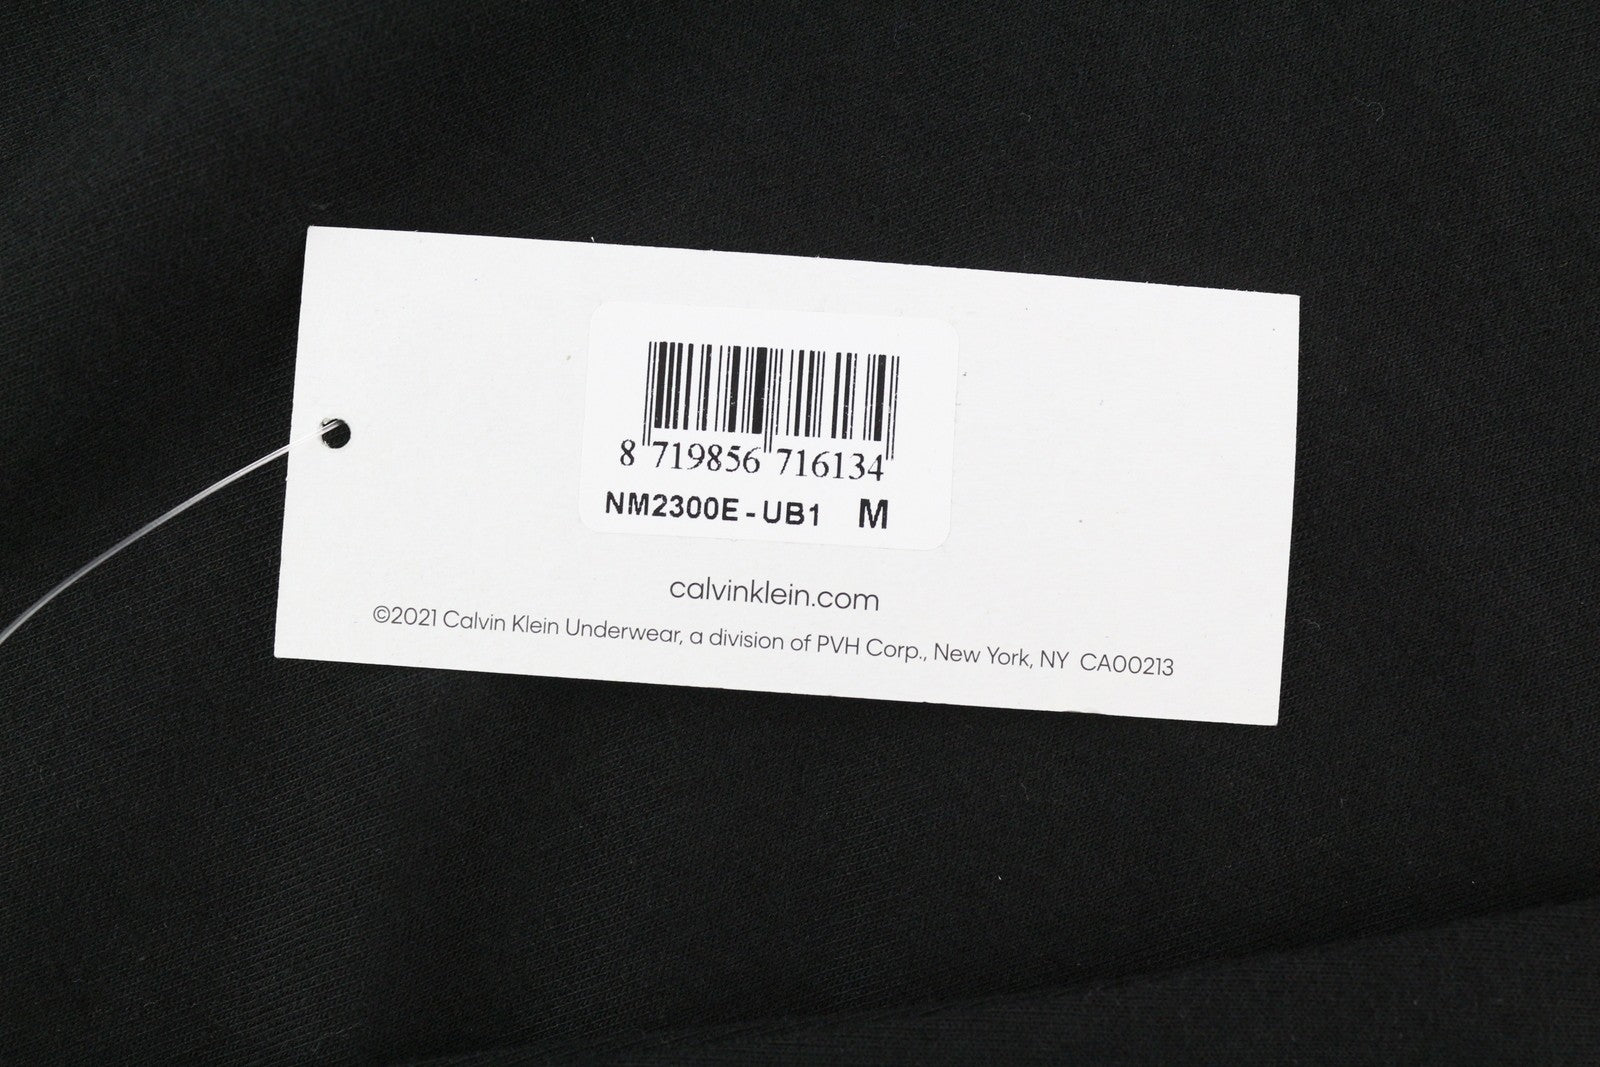 8 719856 716134
NM2300E-UB1 M
calvinklein.com
©2021 Calvin Klein Underwear, a division of PVH Corp., New York, NY CA00213